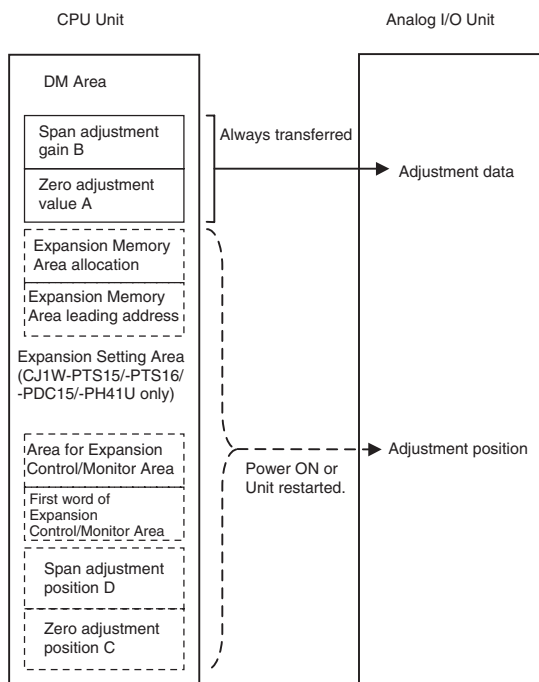 CPU Unit
Analog I/O Unit
DM Area
Span adjustment
gain B
Zero adjustment
value A
Always transferred
Adjustment data
Expansion Memory
Area allocation
Expansion Memory
Area leading address
Expansion Setting Area
(CJ1W-PTS15/-PTS16/
-PDC15/-PH41U only)
Area for Expansion
Control/Monitor Area
First word of
Expansion
Control/Monitor Area
Span adjustment
position D
Zero adjustment
position C
Power ON or
Unit restarted.
Adjustment position